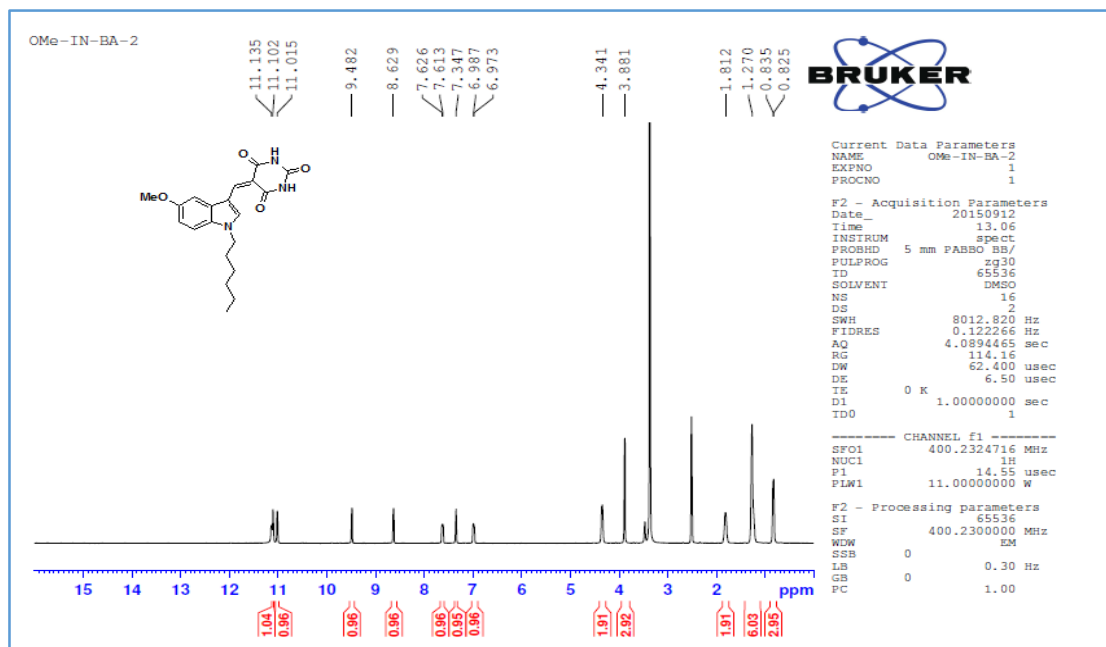 OMe-IN-BA-2
11.135
11.102
11.015
9.482
8.629
7.626
7.613
7.347
6.987
6.973
4.341
3.881
1.812
1.270
0.835
0.825
BRUKER
O
NH
O
NH
O
MeO
N
Current Data Parameters
NAME OMe-IN-BA-2
EXPNO 1
PROCNO 1
F2 - Acquisition Parameters
Date_ 20150912
Time 13.06
INSTRUM spect
PROBHD 5 mm PABBO BB/
PULPROG zg30
TD 65536
SOLVENT DMSO
NS 16
DS 2
SWH 8012.820 Hz
FIDRES 0.122266 Hz
AQ 4.0894465 sec
RG 114.16
DW 62.400 usec
DE 6.50 usec
TE 0 K
D1 1.00000000 sec
TD0 1
======== CHANNEL f1 ========
SFO1 400.2324716 MHz
NUC1 1H
P1 14.55 usec
PLW1 11.00000000 W
F2 - Processing parameters
SI 65536
SF 400.2300000 MHz
WDW EM
SSB 0
LB 0.30 Hz
GB 0
PC 1.00
15 14 13 12 11 10 9 8 7 6 5 4 3 2 ppm
1.04
0.96
0.96
0.96
0.96
0.95
0.96
1.91
2.92
1.91
6.03
2.95